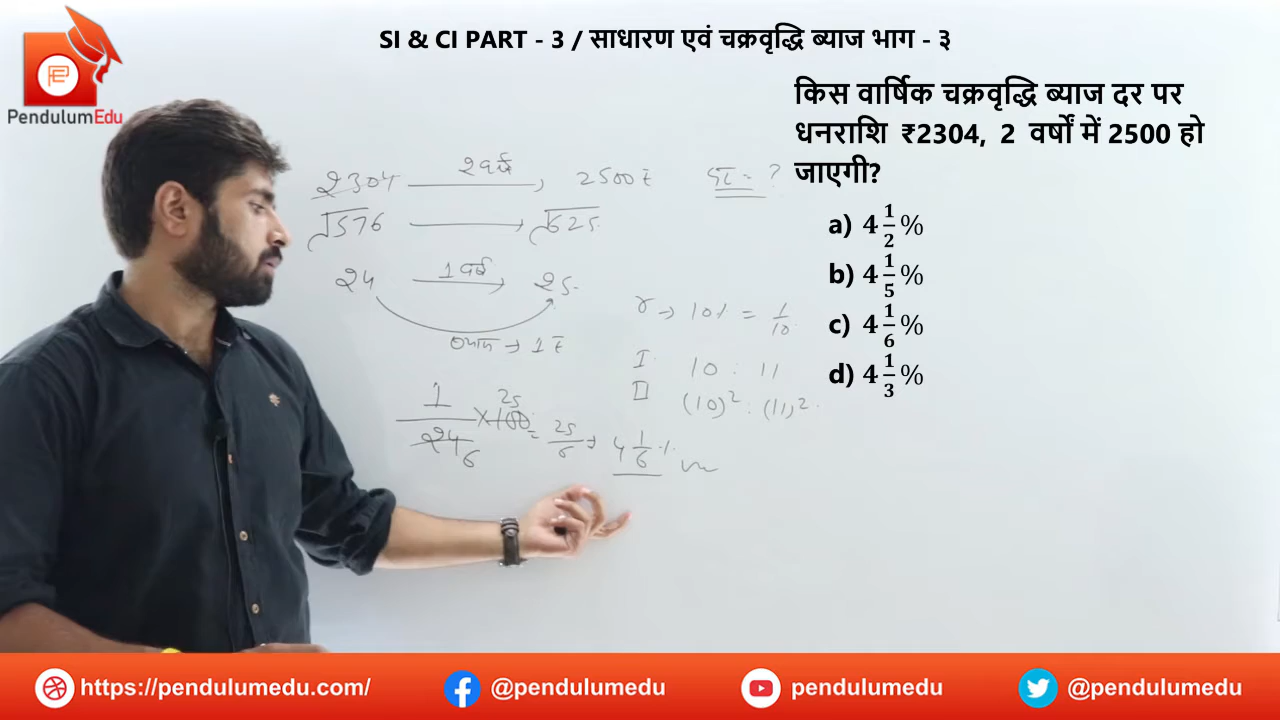 SI & CI PART - 3 / साधारण एवं चक्रवृद्धि ब्याज भाग - ३
PendulumEdu
किस वार्षिक चक्रवृद्धि ब्याज दर पर
धनराशि ₹2304, 2 वर्षों में 2500 हो
जाएगी?
a) 4 1/2 %
b) 4 1/5 %
c) 4 1/6 %
d) 4 1/3 %
2304 2 वर्ष 2500 ₹ दर = ?
√576 √625
24 1 वर्ष 25
ब्याज → 1 ₹
r → 10% = 1/10
I 10 : 11
II (10)² : (11)²
1/24 6 × 100 25 = 25/6 → 4 1/6 %
https://pendulumedu.com/ @pendulumedu pendulumedu @pendulumedu